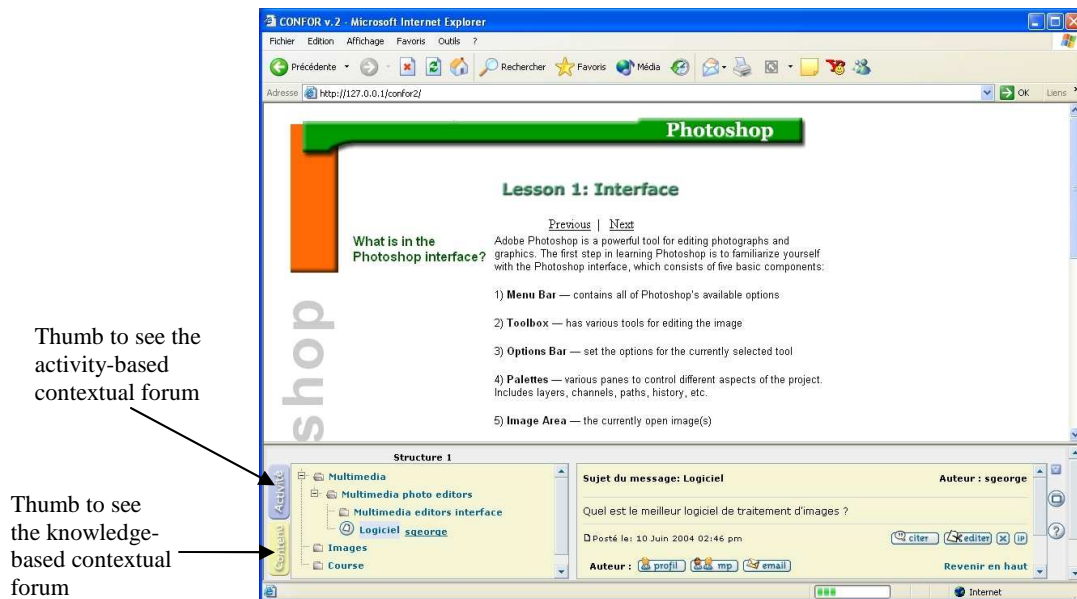 CONFOR v.2 - Microsoft Internet Explorer
Fichier Edition Affichage Favoris Outils ?
Précédente Rechercher Favoris Média
Adresse http://127.0.0.1/confor2/ OK Liens
Photoshop
Lesson 1: Interface
Previous | Next
What is in the
Photoshop interface?
Adobe Photoshop is a powerful tool for editing photographs and
graphics. The first step in learning Photoshop is to familiarize yourself
with the Photoshop interface, which consists of five basic components:
1) Menu Bar — contains all of Photoshop's available options
2) Toolbox — has various tools for editing the image
3) Options Bar — set the options for the currently selected tool
4) Palettes — various panes to control different aspects of the project.
Includes layers, channels, paths, history, etc.
5) Image Area — the currently open image(s)
shop
Thumb to see the
activity-based
contextual forum
Thumb to see
the knowledge-
based contextual
forum
Activité
Contenu
Structure 1
Multimedia
Multimedia photo editors
Multimedia editors interface
Logiciel sgeorge
Images
Course
Sujet du message: Logiciel Auteur : sgeorge
Quel est le meilleur logiciel de traitement d'images ?
Posté le: 10 Juin 2004 02:46 pm citer editer IP
Auteur : profil mp email Revenir en haut
Internet